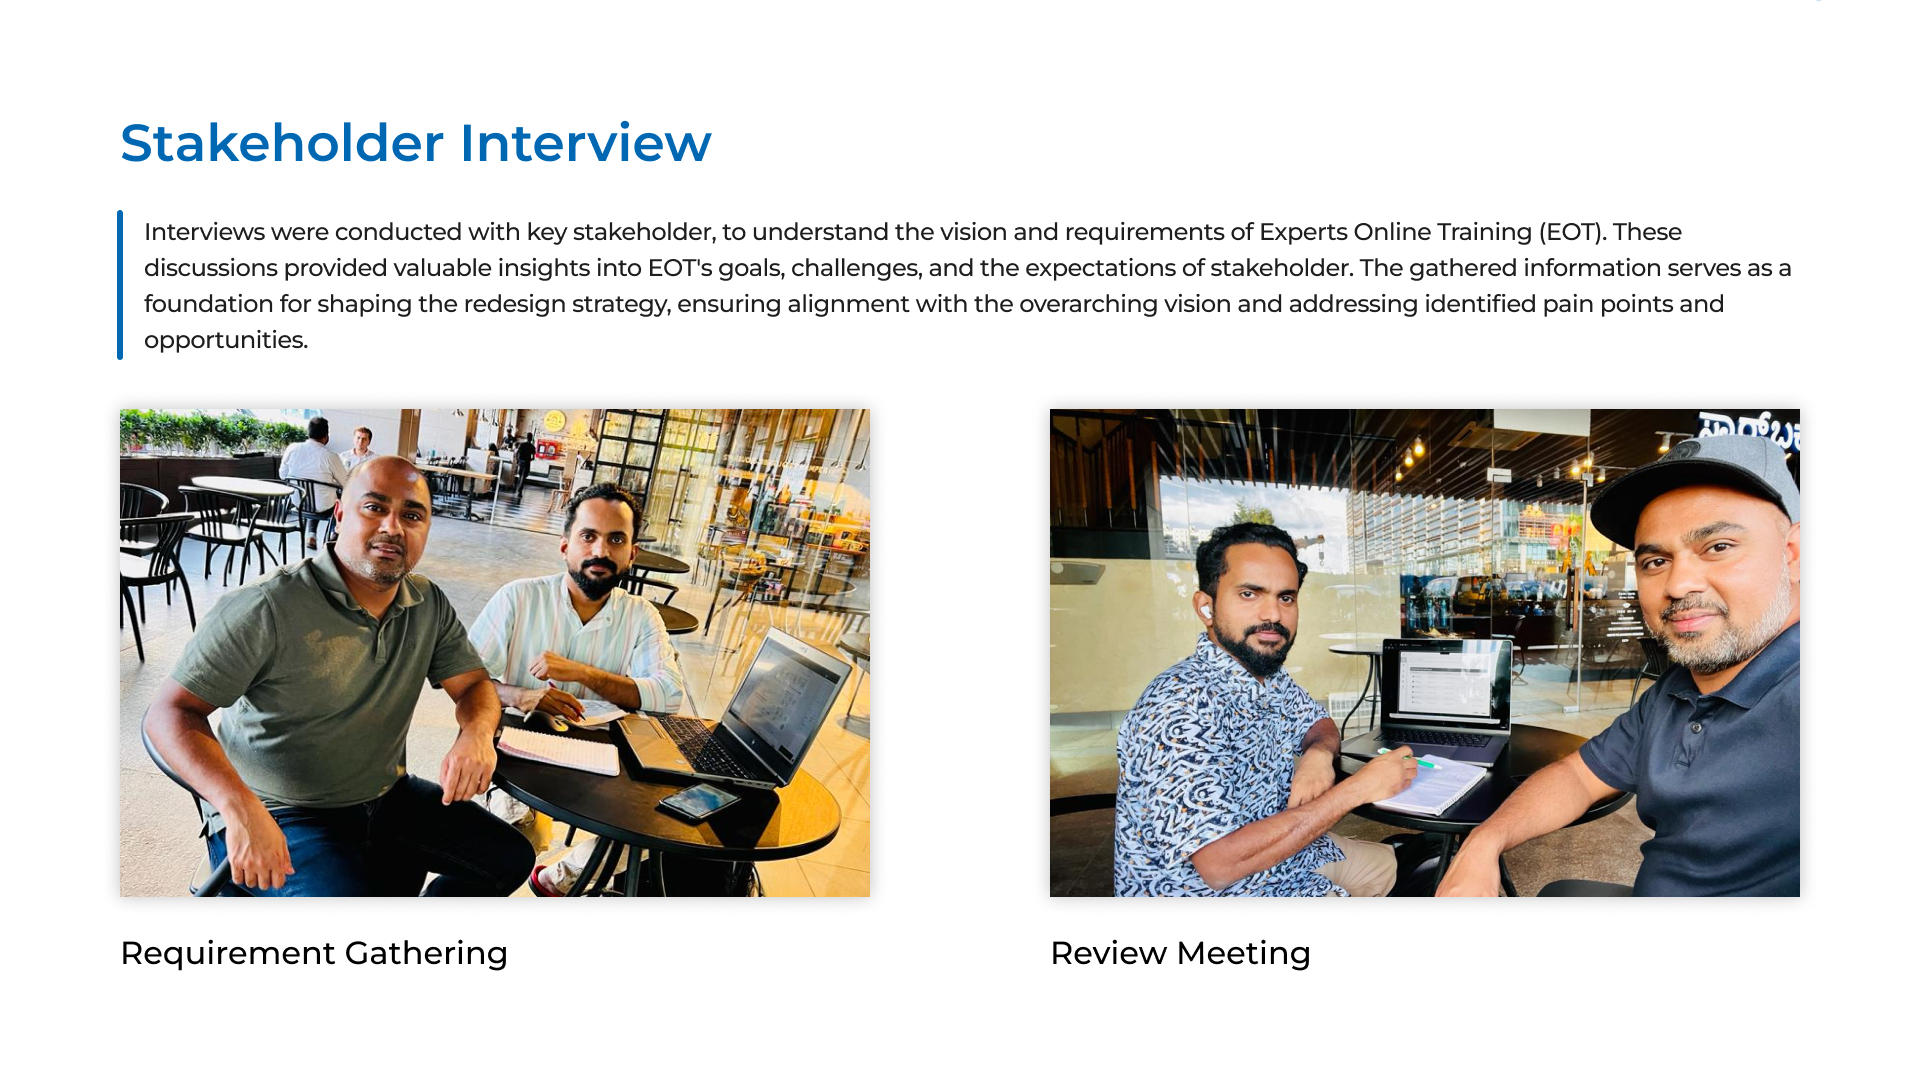 Stakeholder Interview
Interviews were conducted with key stakeholder, to understand the vision and requirements of Experts Online Training (EOT). These
discussions provided valuable insights into EOT's goals, challenges, and the expectations of stakeholder. The gathered information serves as a
foundation for shaping the redesign strategy, ensuring alignment with the overarching vision and addressing identified pain points and
opportunities.
Requirement Gathering
Review Meeting